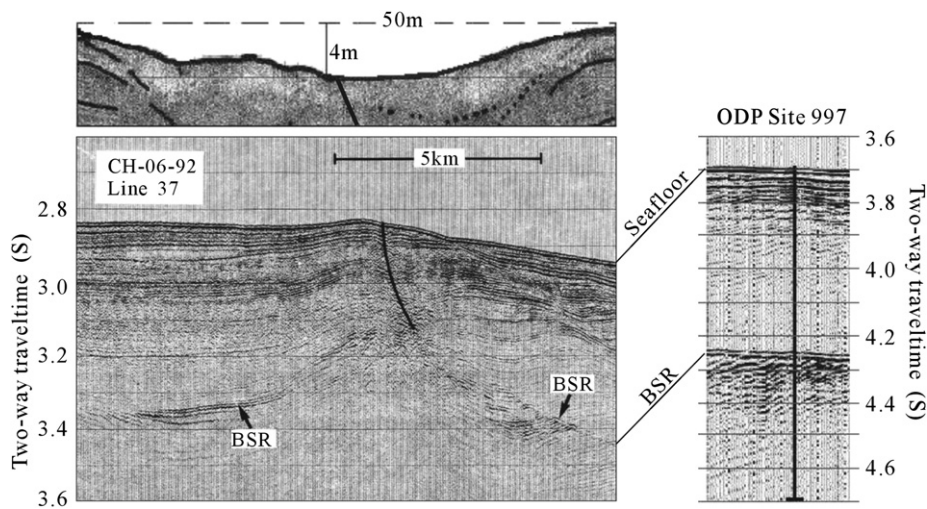 50m
4m
CH-06-92
Line 37
5km
2.8
3.0
3.2
3.4
3.6
Two-way traveltime (S)
BSR
BSR
Seafloor
BSR
ODP Site 997
3.6
3.8
4.0
4.2
4.4
4.6
Two-way traveltime (S)